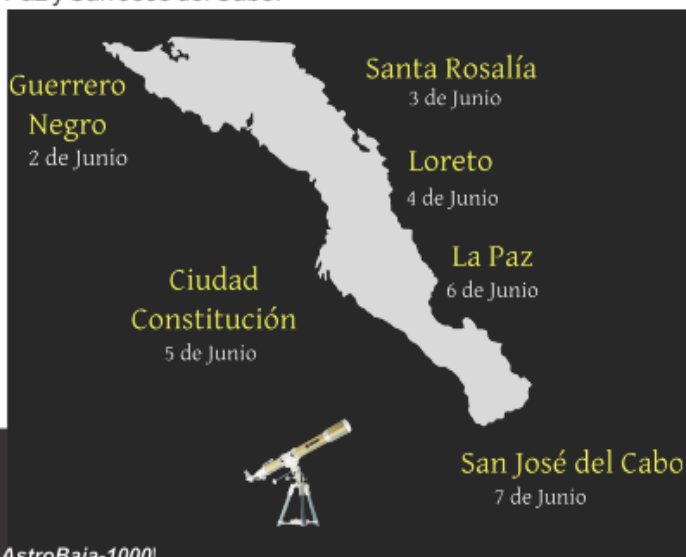 Guerrero
Negro
2 de Junio
Santa Rosalía
3 de Junio
Loreto
4 de Junio
Ciudad
Constitución
5 de Junio
La Paz
6 de Junio
San José del Cabo
7 de Junio
AstroBaja-1000!